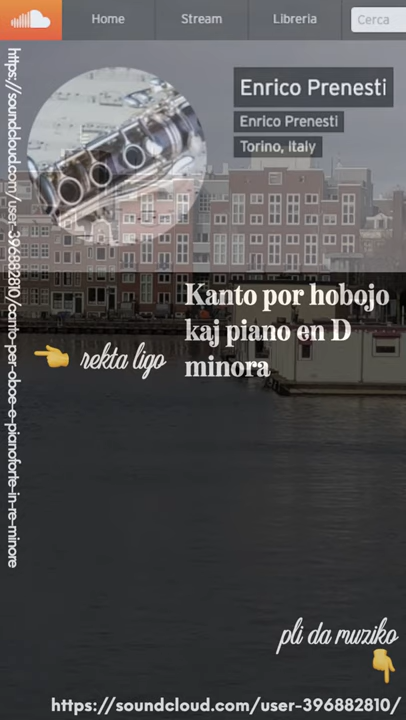 Home
Stream
Libreria
Cerca
Enrico Prenesti
Enrico Prenesti
Torino, Italy
https://soundcloud.com/user-396882810/canto-per-oboe-e-pianoforte-in-re-minore
Kanto por hobojo
kaj piano en D
minora
👈 rekta ligo
pli da muziko
👇
https://soundcloud.com/user-396882810/